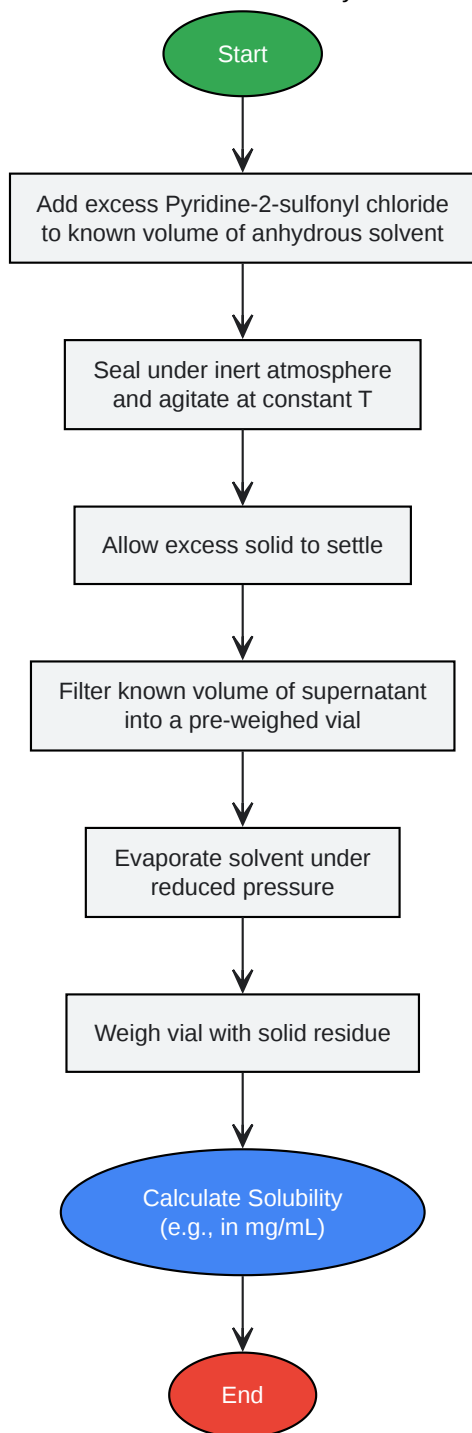 Start
Add excess Pyridine-2-sulfonyl chloride
to known volume of anhydrous solvent
Seal under inert atmosphere
and agitate at constant T
Allow excess solid to settle
Filter known volume of supernatant
into a pre-weighed vial
Evaporate solvent under
reduced pressure
Weigh vial with solid residue
Calculate Solubility
(e.g., in mg/mL)
End